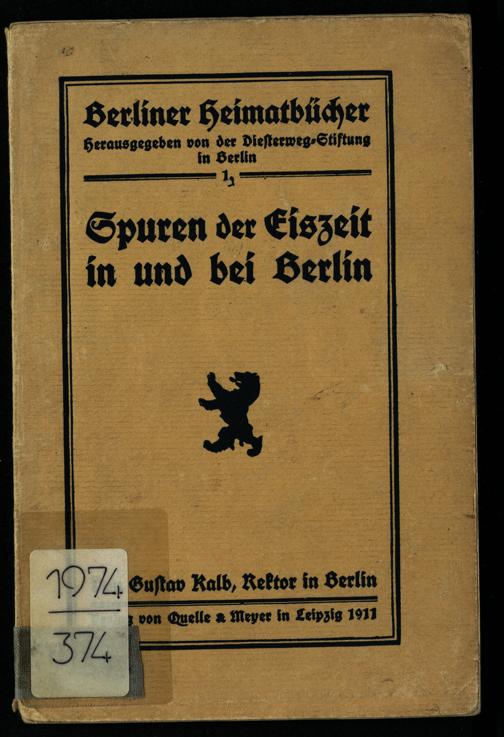 Berliner Heimatbücher
Herausgegeben von der Diesterweg-Stiftung
in Berlin
1
Spuren der Eiszeit
in und bei Berlin
Gustav Kalb, Rektor in Berlin
von Quelle & Meyer in Leipzig 1911
1974
374